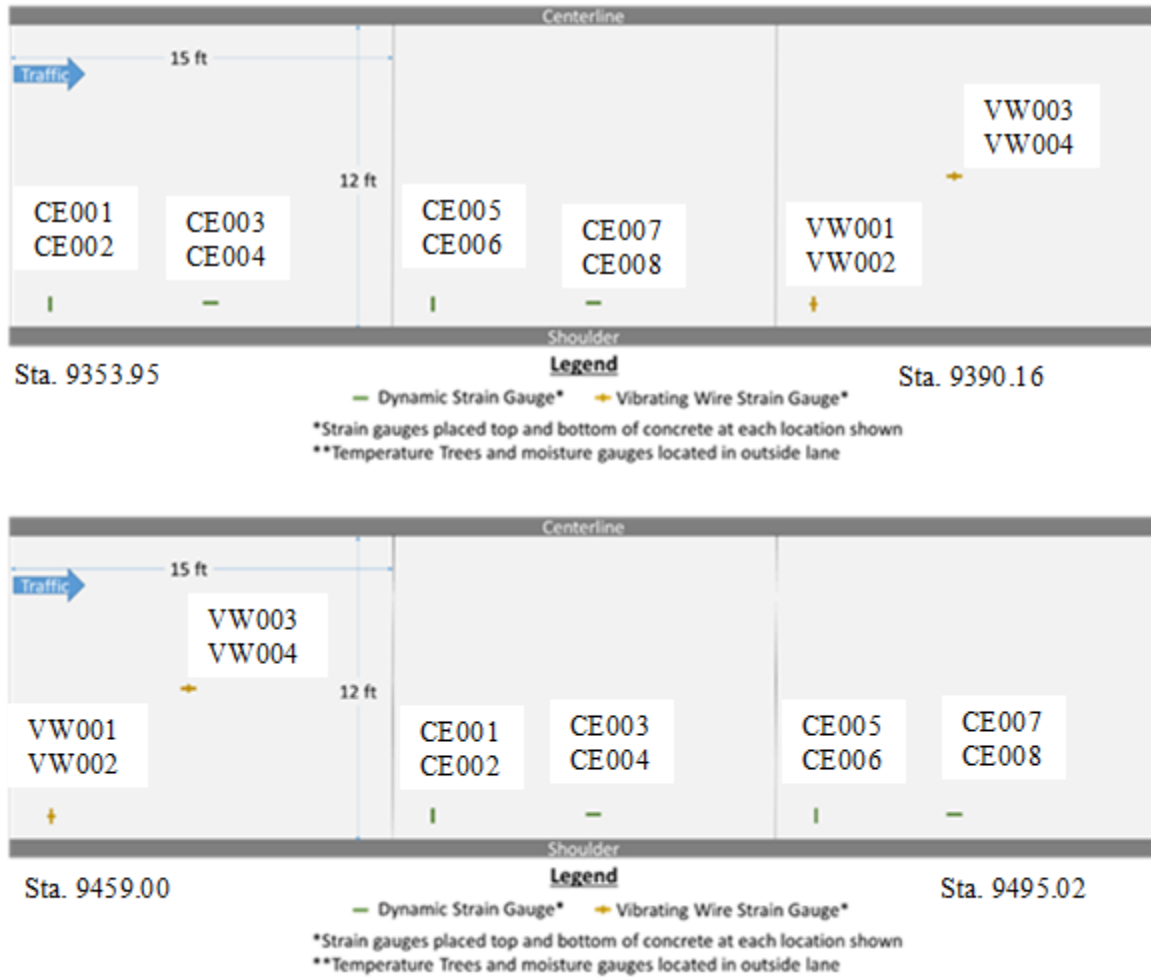 Centerline
15 ft
Traffic
VW003
VW004
12 ft
CE001
CE002
CE003
CE004
CE005
CE006
CE007
CE008
VW001
VW002
Shoulder
Sta. 9353.95
Legend
Sta. 9390.16
Dynamic Strain Gauge* Vibrating Wire Strain Gauge*
*Strain gauges placed top and bottom of concrete at each location shown
**Temperature Trees and moisture gauges located in outside lane
Centerline
15 ft
Traffic
VW003
VW004
12 ft
VW001
VW002
CE001
CE002
CE003
CE004
CE005
CE006
CE007
CE008
Shoulder
Sta. 9459.00
Legend
Sta. 9495.02
Dynamic Strain Gauge* Vibrating Wire Strain Gauge*
*Strain gauges placed top and bottom of concrete at each location shown
**Temperature Trees and moisture gauges located in outside lane